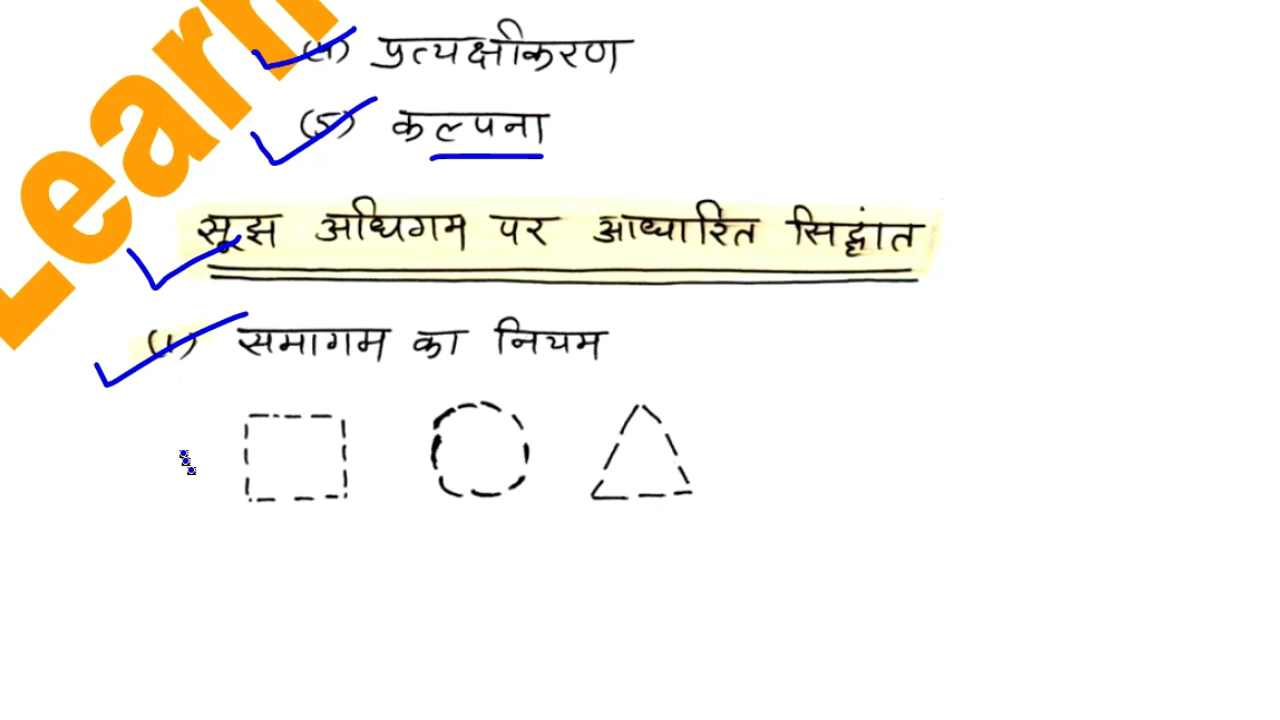 Learn
(4) प्रत्यक्षीकरण
(5) कल्पना
सूझ अधिगम पर आधारित सिद्धांत
(1) समागम का नियम